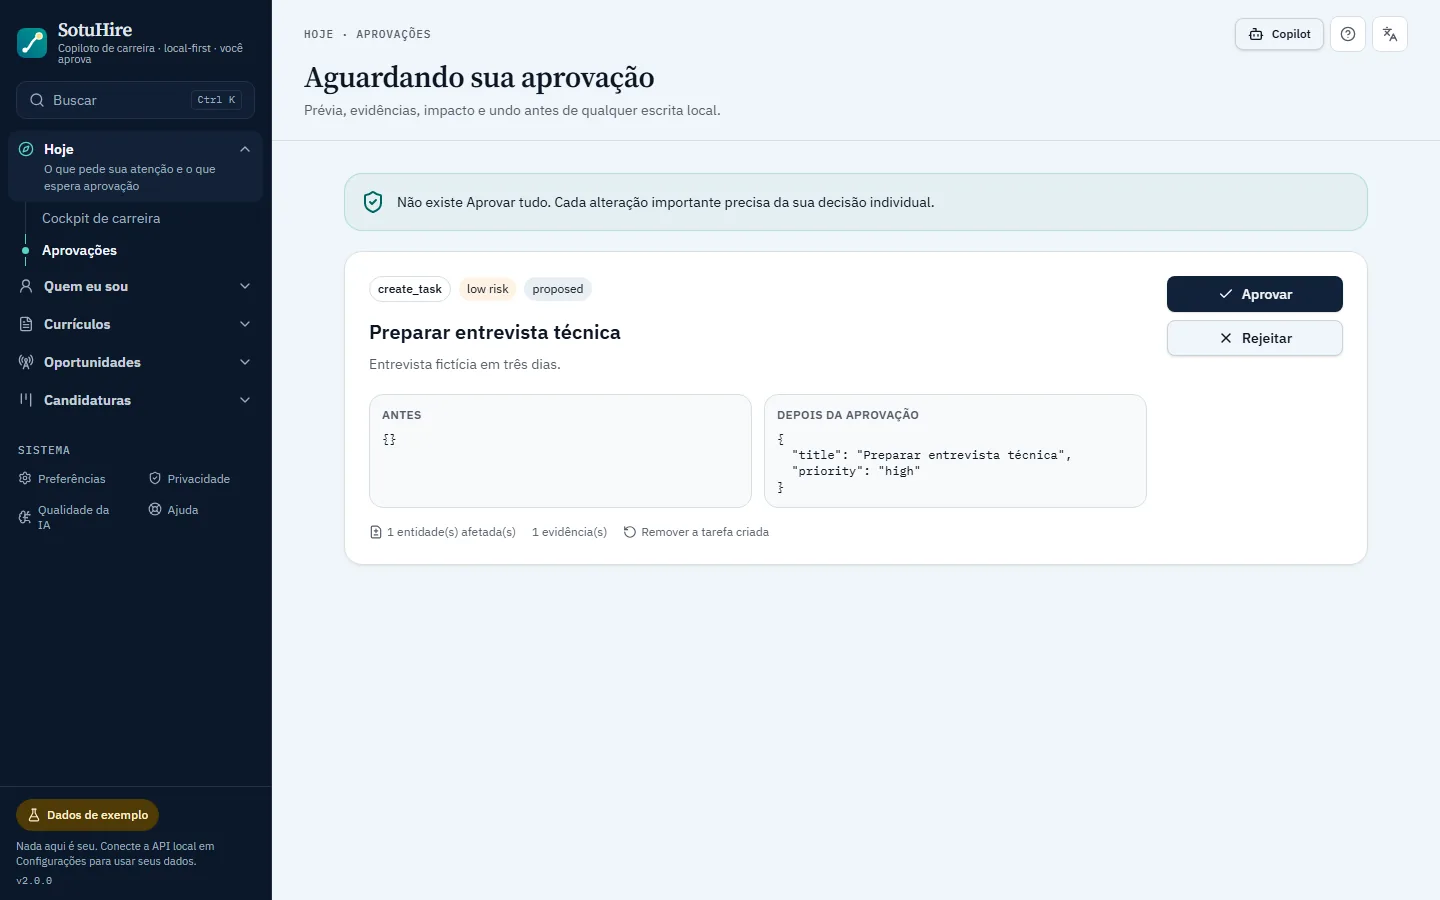 SotuHire
Copiloto de carreira · local-first · você
aprova
Buscar
Ctrl K
Hoje
O que pede sua atenção e o que
espera aprovação
Cockpit de carreira
Aprovações
Quem eu sou
Currículos
Oportunidades
Candidaturas
SISTEMA
Preferências
Privacidade
Qualidade da
IA
Ajuda
Dados de exemplo
Nada aqui é seu. Conecte a API local em
Configurações para usar seus dados.
v2.0.0
HOJE · APROVAÇÕES
Copilot
Aguardando sua aprovação
Prévia, evidências, impacto e undo antes de qualquer escrita local.
Não existe Aprovar tudo. Cada alteração importante precisa da sua decisão individual.
create_task
low risk
proposed
Aprovar
Rejeitar
Preparar entrevista técnica
Entrevista fictícia em três dias.
ANTES
{}
DEPOIS DA APROVAÇÃO
{
"title": "Preparar entrevista técnica",
"priority": "high"
}
1 entidade(s) afetada(s)
1 evidência(s)
Remover a tarefa criada